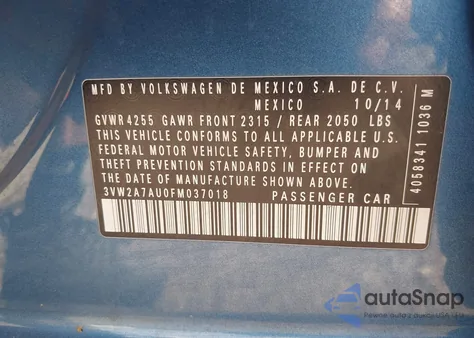 MFD BY VOLKSWAGEN DE MEXICO S.A. DE C.V.
MEXICO 10/14
GVWR 4255 GAWR FRONT 2315 / REAR 2050 LBS
THIS VEHICLE CONFORMS TO ALL APPLICABLE U.S.
FEDERAL MOTOR VEHICLE SAFETY, BUMPER AND
THEFT PREVENTION STANDARDS IN EFFECT ON
THE DATE OF MANUFACTURE SHOWN ABOVE.
3VW2A7AU0FM037018 PASSENGER CAR
4058341 1036 M
autoSnap